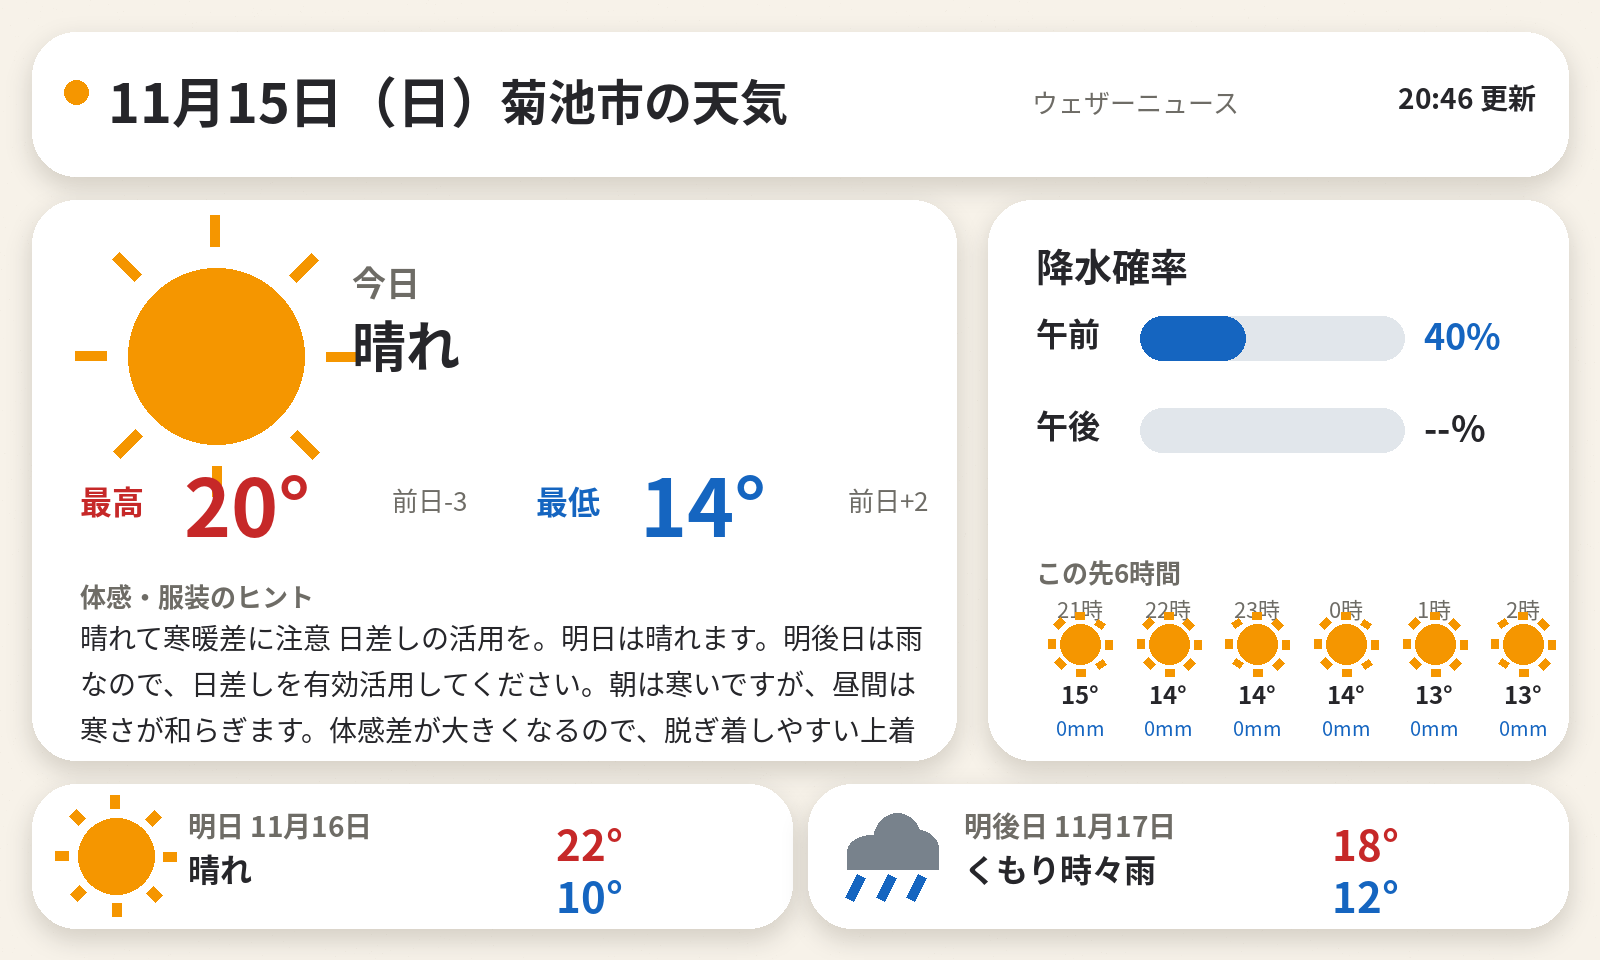 11月15日（日）菊池市の天気
ウェザーニュース
20:46 更新
今日
晴れ
最高 20° 前日-3 最低 14° 前日+2
体感・服装のヒント
晴れて寒暖差に注意 日差しの活用を。明日は晴れます。明後日は雨
なので、日差しを有効活用してください。朝は寒いですが、昼間は
寒さが和らぎます。体感差が大きくなるので、脱ぎ着しやすい上着
降水確率
午前 40%
午後 --%
この先6時間
21時 22時 23時 0時 1時 2時
15° 14° 14° 14° 13° 13°
0mm 0mm 0mm 0mm 0mm 0mm
明日 11月16日
晴れ
22°
10°
明後日 11月17日
くもり時々雨
18°
12°